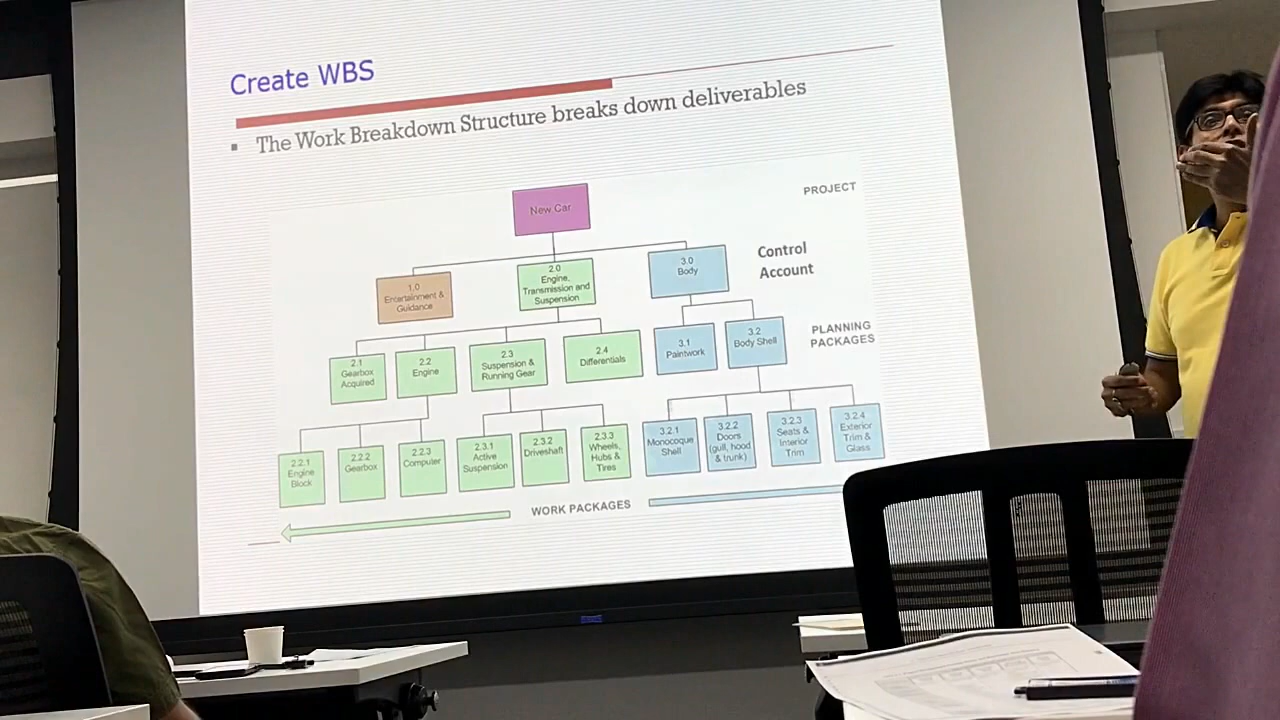 Create WBS
▪ The Work Breakdown Structure breaks down deliverables
PROJECT
New Car
Control
Account
1.0
Entertainment &
Guidance
2.0
Engine,
Transmission and
Suspension
3.0
Body
PLANNING
PACKAGES
2.1
Gearbox
Acquired
2.2
Engine
2.3
Suspension &
Running Gear
2.4
Differentials
3.1
Paintwork
3.2
Body Shell
2.2.1
Engine
Block
2.2.2
Gearbox
2.2.3
Computer
2.3.1
Active
Suspension
2.3.2
Driveshaft
2.3.3
Wheels,
Hubs &
Tires
3.2.1
Monocoque
Shell
3.2.2
Doors
(gull, hood
& trunk)
3.2.3
Seats &
Interior
Trim
3.2.4
Exterior
Trim &
Glass
WORK PACKAGES